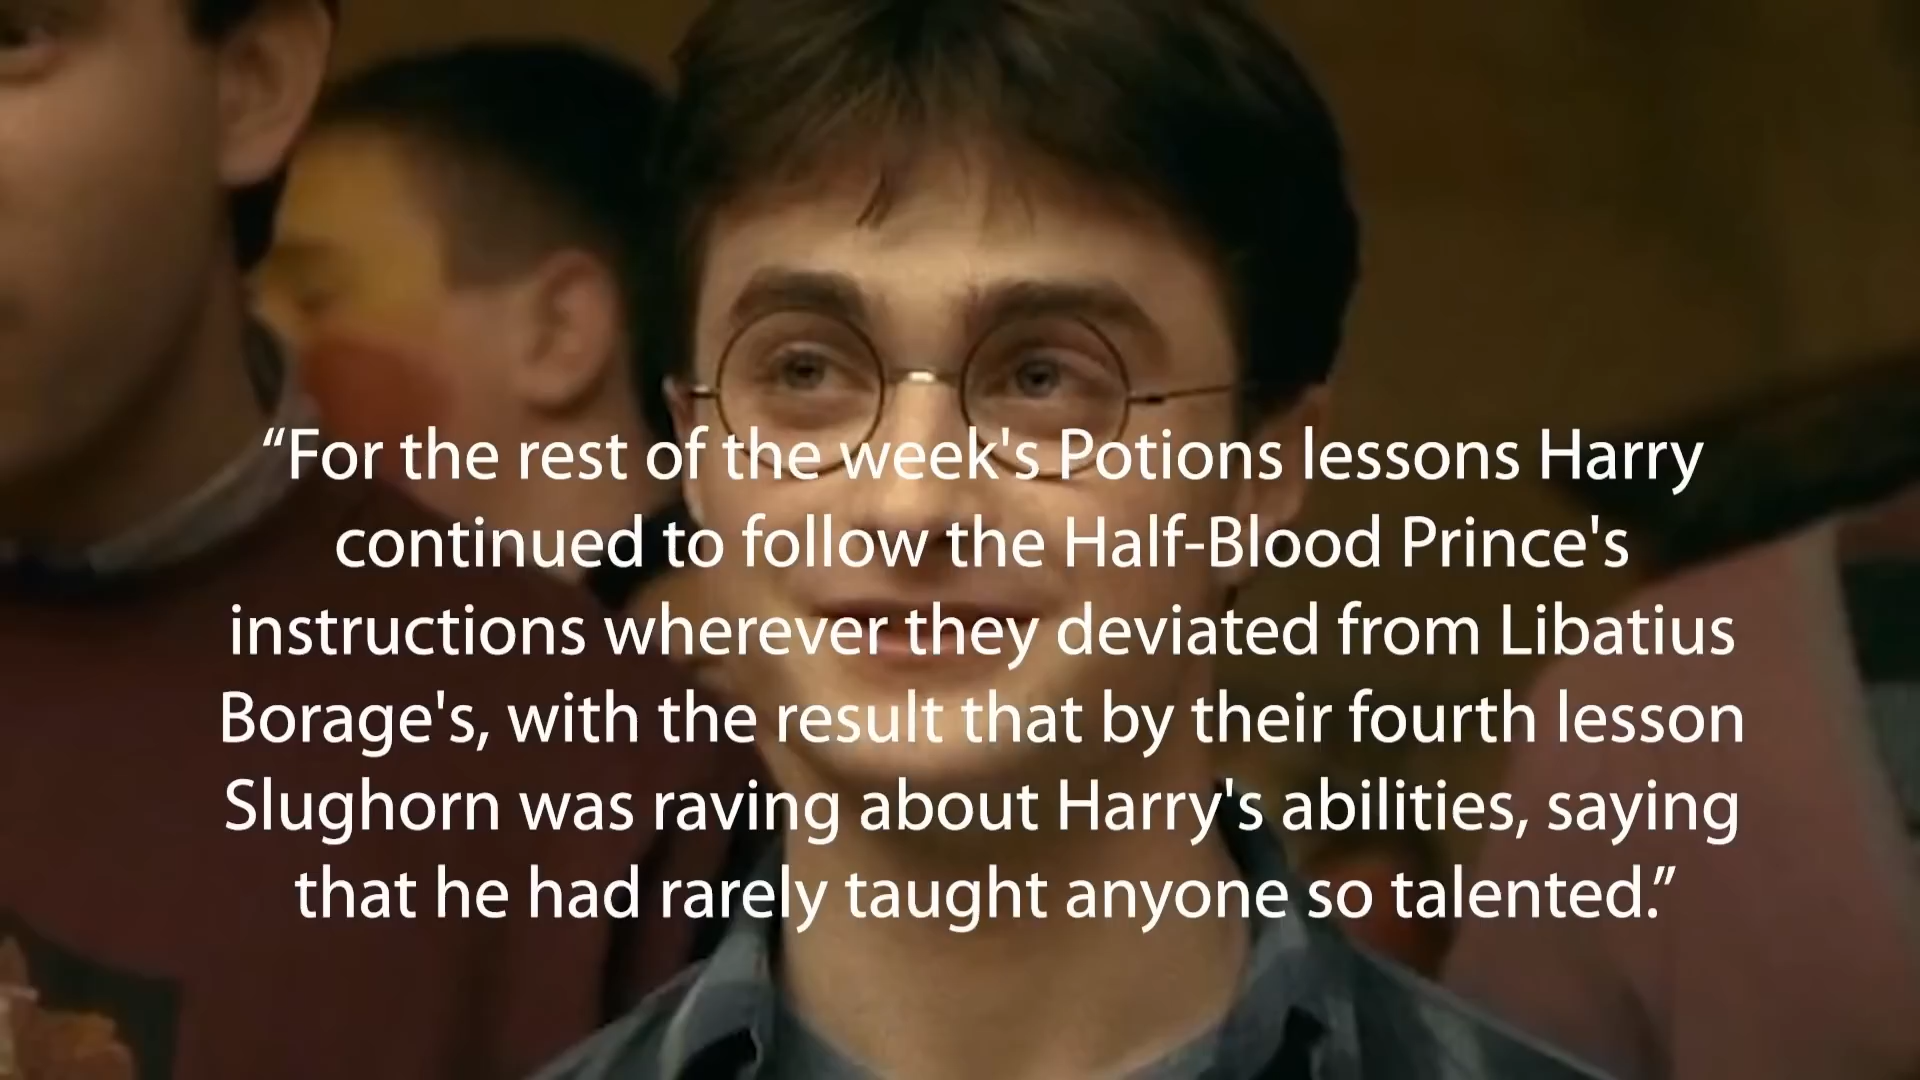 “For the rest of the week's Potions lessons Harry
continued to follow the Half-Blood Prince's
instructions wherever they deviated from Libatius
Borage's, with the result that by their fourth lesson
Slughorn was raving about Harry's abilities, saying
that he had rarely taught anyone so talented.”